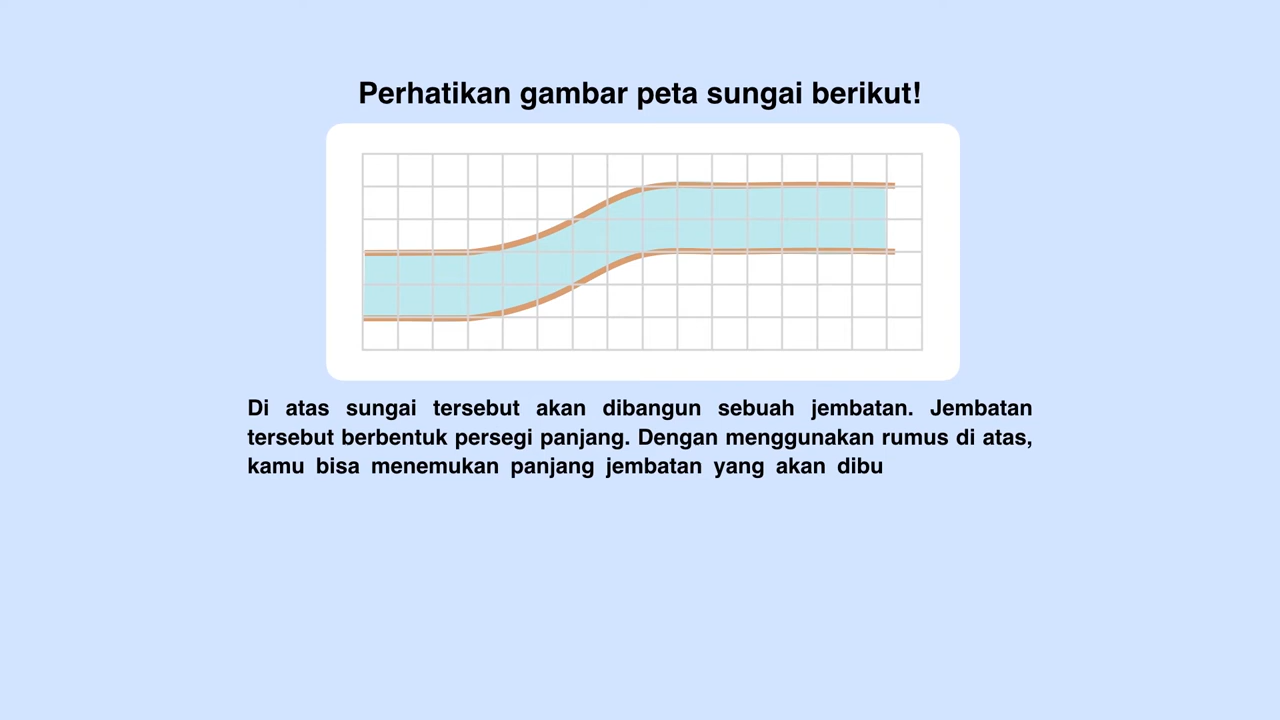 Perhatikan gambar peta sungai berikut!
Di atas sungai tersebut akan dibangun sebuah jembatan. Jembatan
tersebut berbentuk persegi panjang. Dengan menggunakan rumus di atas,
kamu bisa menemukan panjang jembatan yang akan dibu